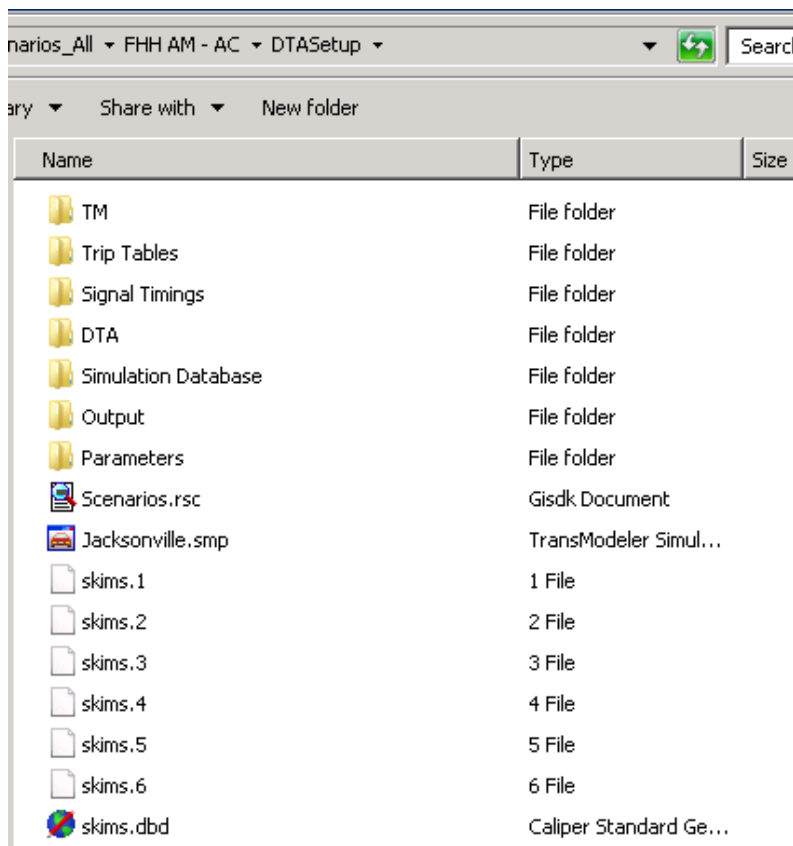 narios_All FHH AM - AC DTASetup Searc
ary Share with New folder
Name Type Size
TM File folder
Trip Tables File folder
Signal Timings File folder
DTA File folder
Simulation Database File folder
Output File folder
Parameters File folder
Scenarios.rsc Gisdk Document
Jacksonville.smp TransModeler Simul...
skims.1 1 File
skims.2 2 File
skims.3 3 File
skims.4 4 File
skims.5 5 File
skims.6 6 File
skims.dbd Caliper Standard Ge...